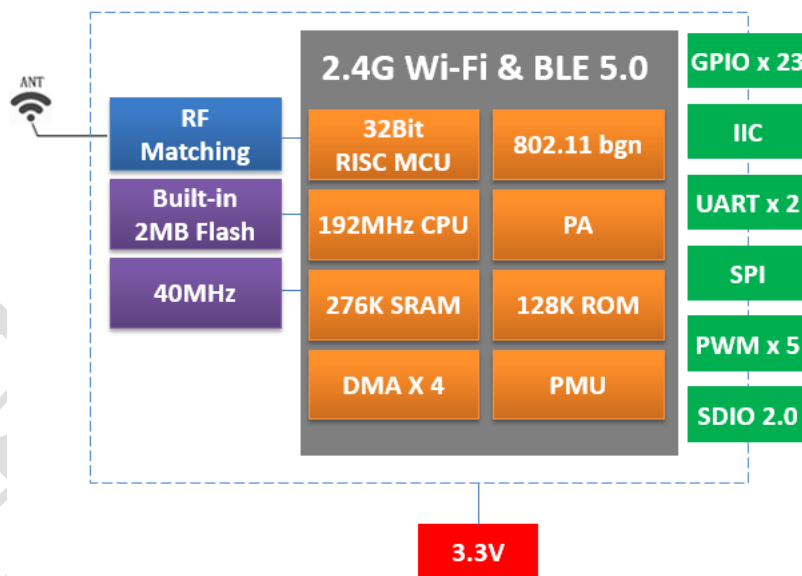 ANT
RF
Matching
Built-in
2MB Flash
40MHz
2.4G Wi-Fi & BLE 5.0
32Bit
RISC MCU
802.11 bgn
192MHz CPU
PA
276K SRAM
128K ROM
DMA X 4
PMU
GPIO x 23
IIC
UART x 2
SPI
PWM x 5
SDIO 2.0
3.3V